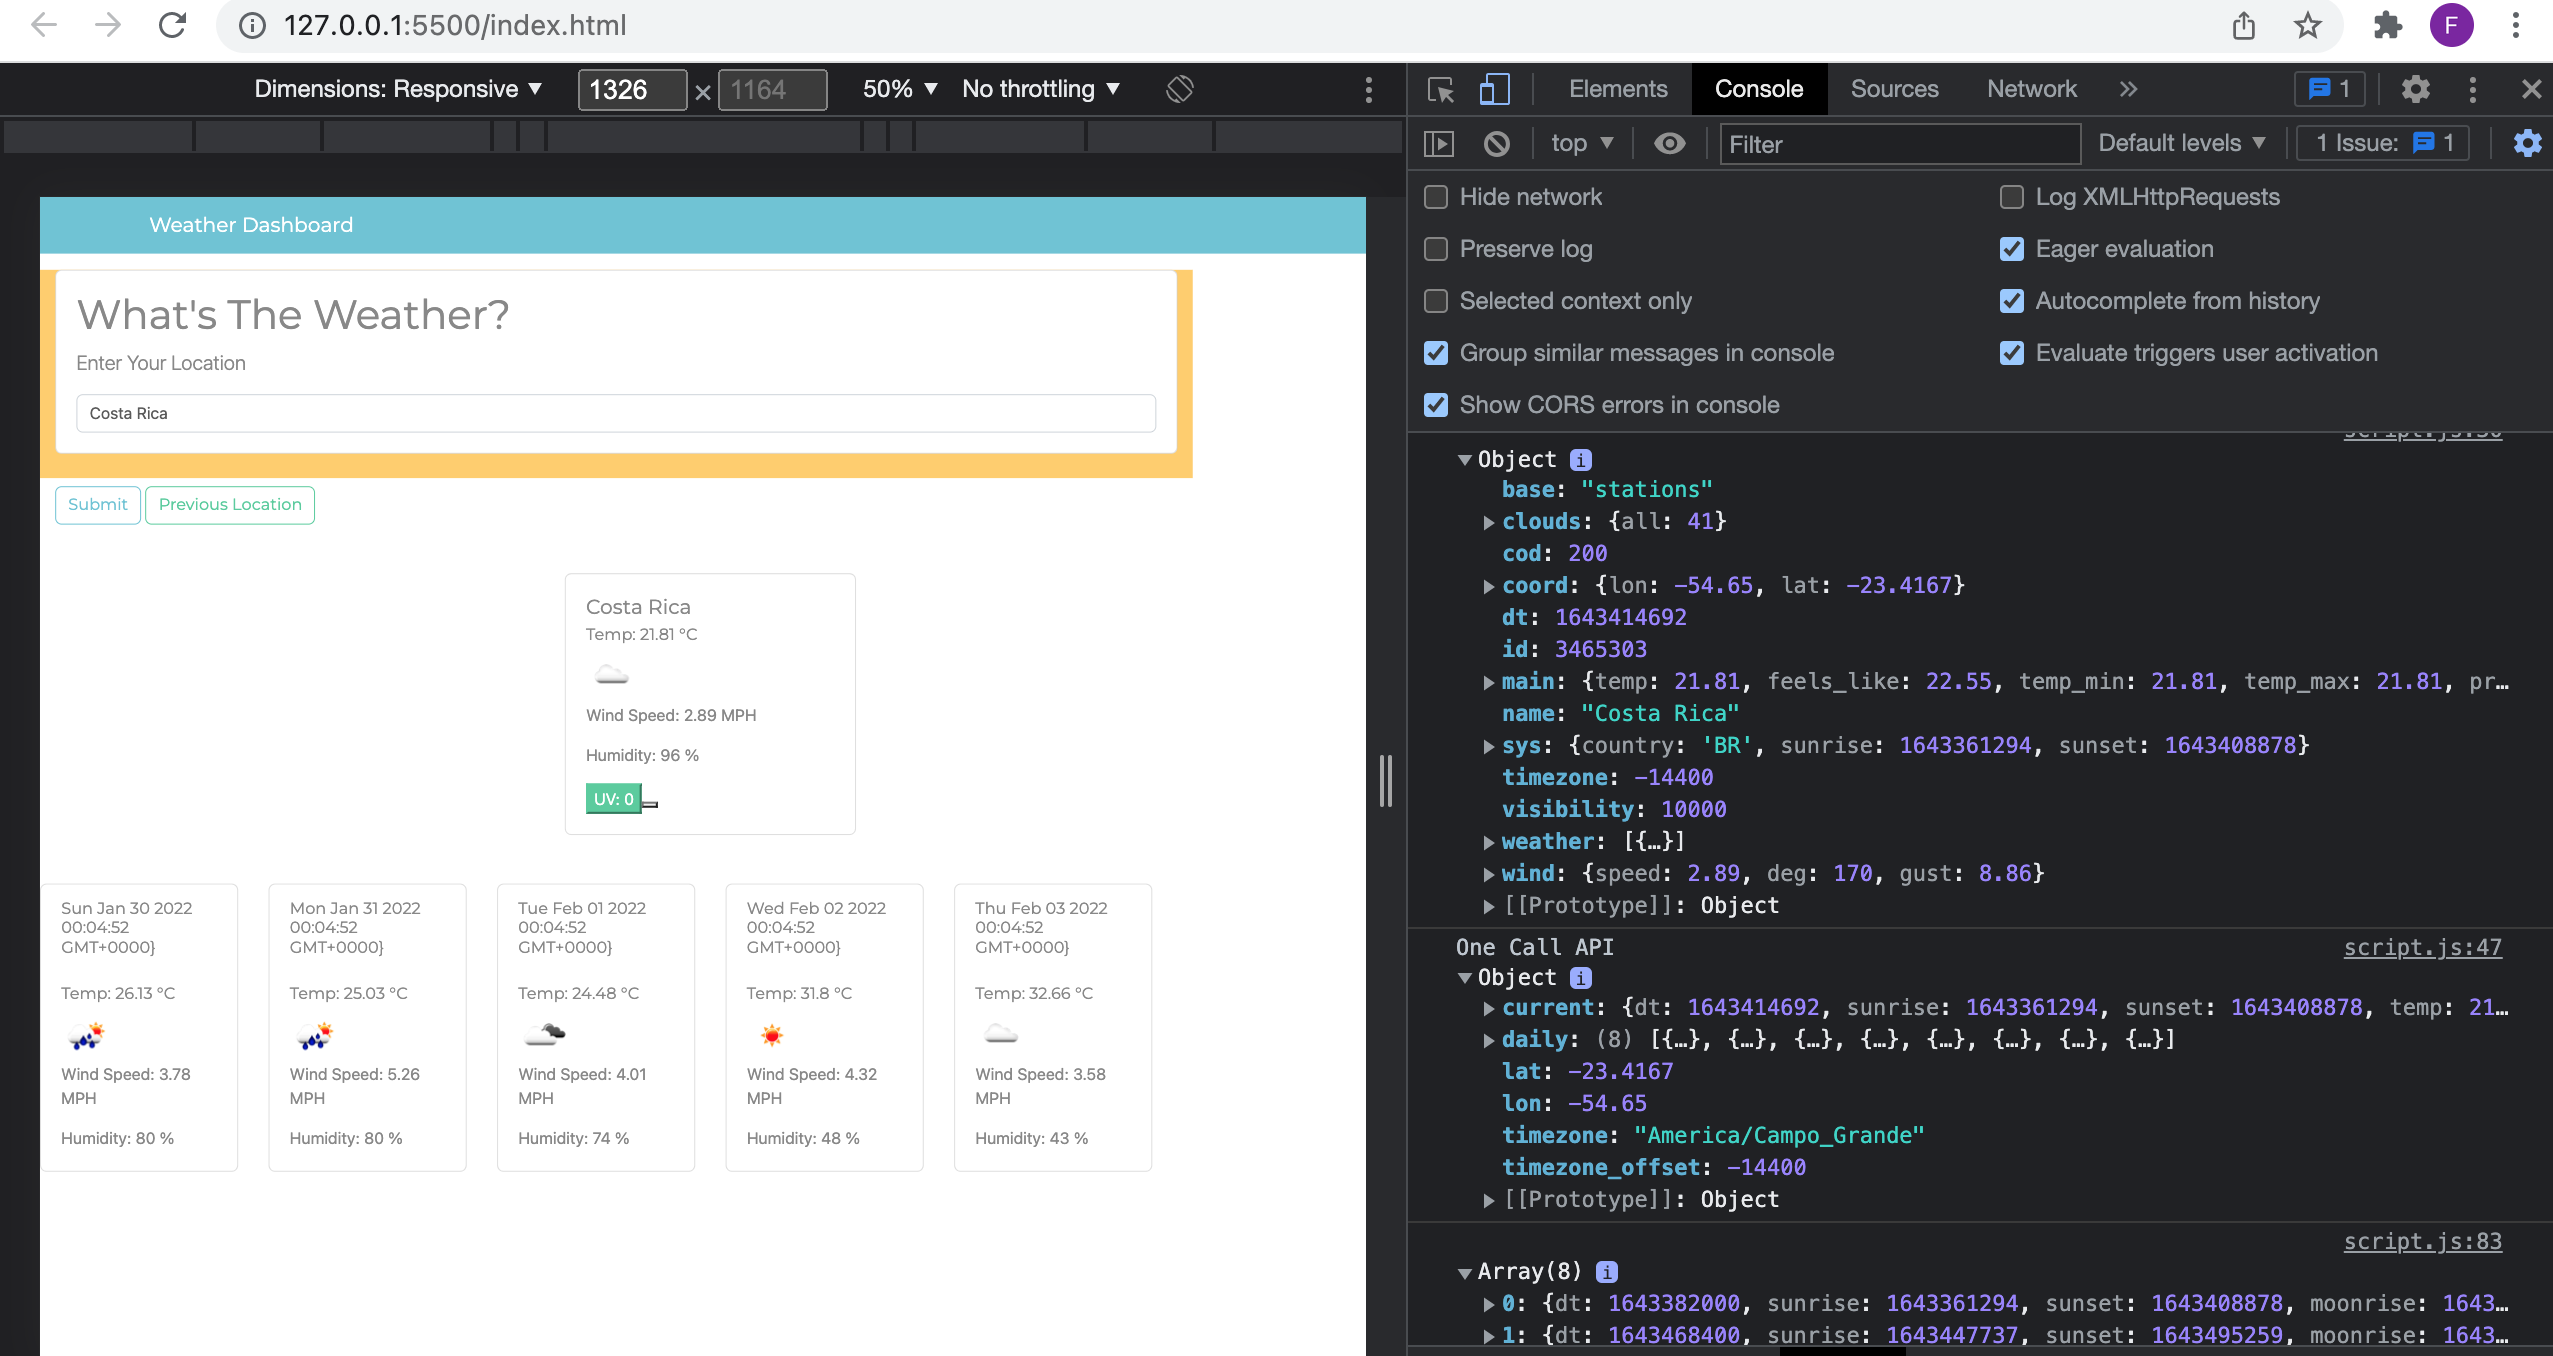 127.0.0.1:5500/index.html
F
Dimensions: Responsive ▼ 1326 × 1164 50% ▼ No throttling ▼
Weather Dashboard
What's The Weather?
Enter Your Location
Costa Rica
Submit Previous Location
Costa Rica
Temp: 21.81 °C
Wind Speed: 2.89 MPH
Humidity: 96 %
UV: 0
Sun Jan 30 2022
00:04:52
GMT+0000}
Temp: 26.13 °C
Wind Speed: 3.78
MPH
Humidity: 80 %
Mon Jan 31 2022
00:04:52
GMT+0000}
Temp: 25.03 °C
Wind Speed: 5.26
MPH
Humidity: 80 %
Tue Feb 01 2022
00:04:52
GMT+0000}
Temp: 24.48 °C
Wind Speed: 4.01
MPH
Humidity: 74 %
Wed Feb 02 2022
00:04:52
GMT+0000}
Temp: 31.8 °C
Wind Speed: 4.32
MPH
Humidity: 48 %
Thu Feb 03 2022
00:04:52
GMT+0000}
Temp: 32.66 °C
Wind Speed: 3.58
MPH
Humidity: 43 %
Elements Console Sources Network » 1
top ▼ Filter Default levels ▼ 1 Issue: 1
Hide network Log XMLHttpRequests
Preserve log Eager evaluation
Selected context only Autocomplete from history
Group similar messages in console Evaluate triggers user activation
Show CORS errors in console
▼Object i
base: "stations"
▶clouds: {all: 41}
cod: 200
▶coord: {lon: -54.65, lat: -23.4167}
dt: 1643414692
id: 3465303
▶main: {temp: 21.81, feels_like: 22.55, temp_min: 21.81, temp_max: 21.81, pr…
name: "Costa Rica"
▶sys: {country: 'BR', sunrise: 1643361294, sunset: 1643408878}
timezone: -14400
visibility: 10000
▶weather: [{…}]
▶wind: {speed: 2.89, deg: 170, gust: 8.86}
▶[[Prototype]]: Object
One Call API script.js:47
▼Object i
▶current: {dt: 1643414692, sunrise: 1643361294, sunset: 1643408878, temp: 21…
▶daily: (8) [{…}, {…}, {…}, {…}, {…}, {…}, {…}, {…}]
lat: -23.4167
lon: -54.65
timezone: "America/Campo_Grande"
timezone_offset: -14400
▶[[Prototype]]: Object
script.js:83
▼Array(8) i
▶0: {dt: 1643382000, sunrise: 1643361294, sunset: 1643408878, moonrise: 1643…
▶1: {dt: 1643468400, sunrise: 1643447737, sunset: 1643495259, moonrise: 1643…